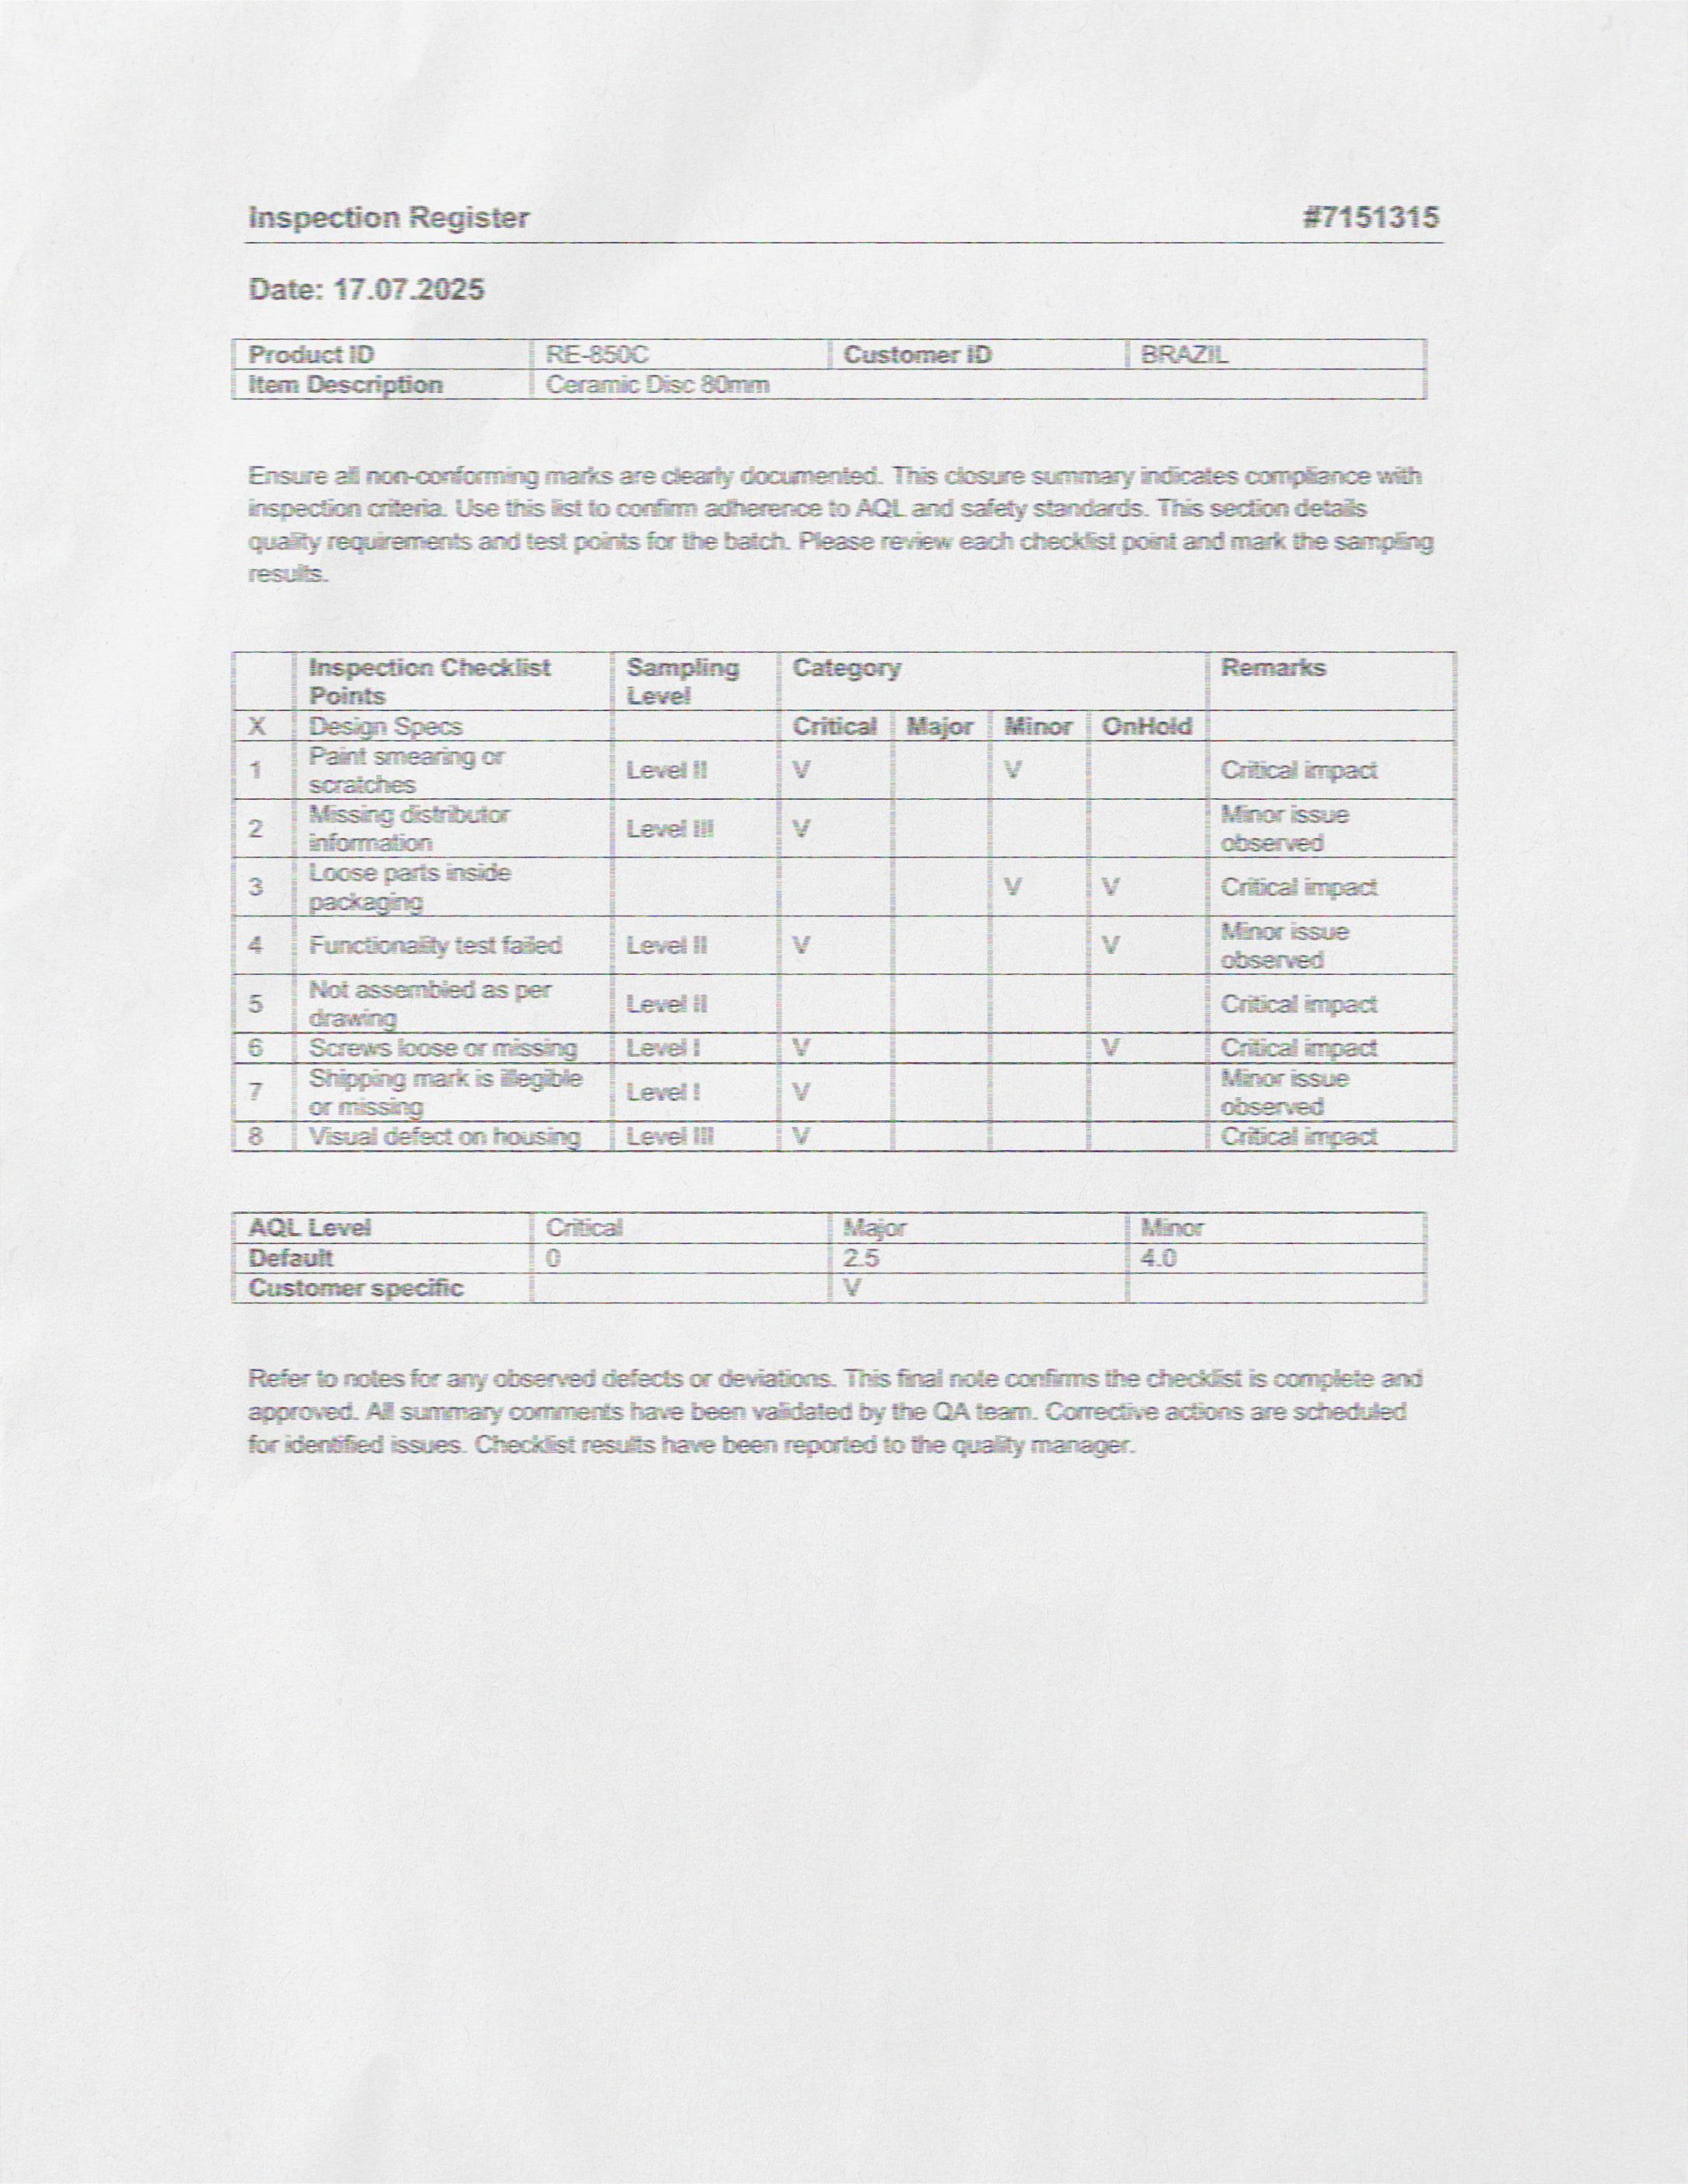 Inspection Register #7151315
Date: 17.07.2025
Product ID RE-850C Customer ID BRAZIL
Item Description Ceramic Disc 80mm
Ensure all non-conforming marks are clearly documented. This closure summary indicates compliance with
inspection criteria. Use this list to confirm adherence to AQL and safety standards. This section details
quality requirements and test points for the batch. Please review each checklist point and mark the sampling
results.
Inspection Checklist Points Sampling Level Category Remarks
X Design Specs Critical Major Minor OnHold
1 Paint smearing or scratches Level II V V Critical impact
2 Missing distributor information Level III V Minor issue observed
3 Loose parts inside packaging V V Critical impact
4 Functionality test failed Level II V V Minor issue observed
5 Not assembled as per drawing Level II Critical impact
6 Screws loose or missing Level I V V Critical impact
7 Shipping mark is illegible or missing Level I V Minor issue observed
8 Visual defect on housing Level III V Critical impact
AQL Level Critical Major Minor
Default 0 2.5 4.0
Customer specific V
Refer to notes for any observed defects or deviations. This final note confirms the checklist is complete and
approved. All summary comments have been validated by the QA team. Corrective actions are scheduled
for identified issues. Checklist results have been reported to the quality manager.